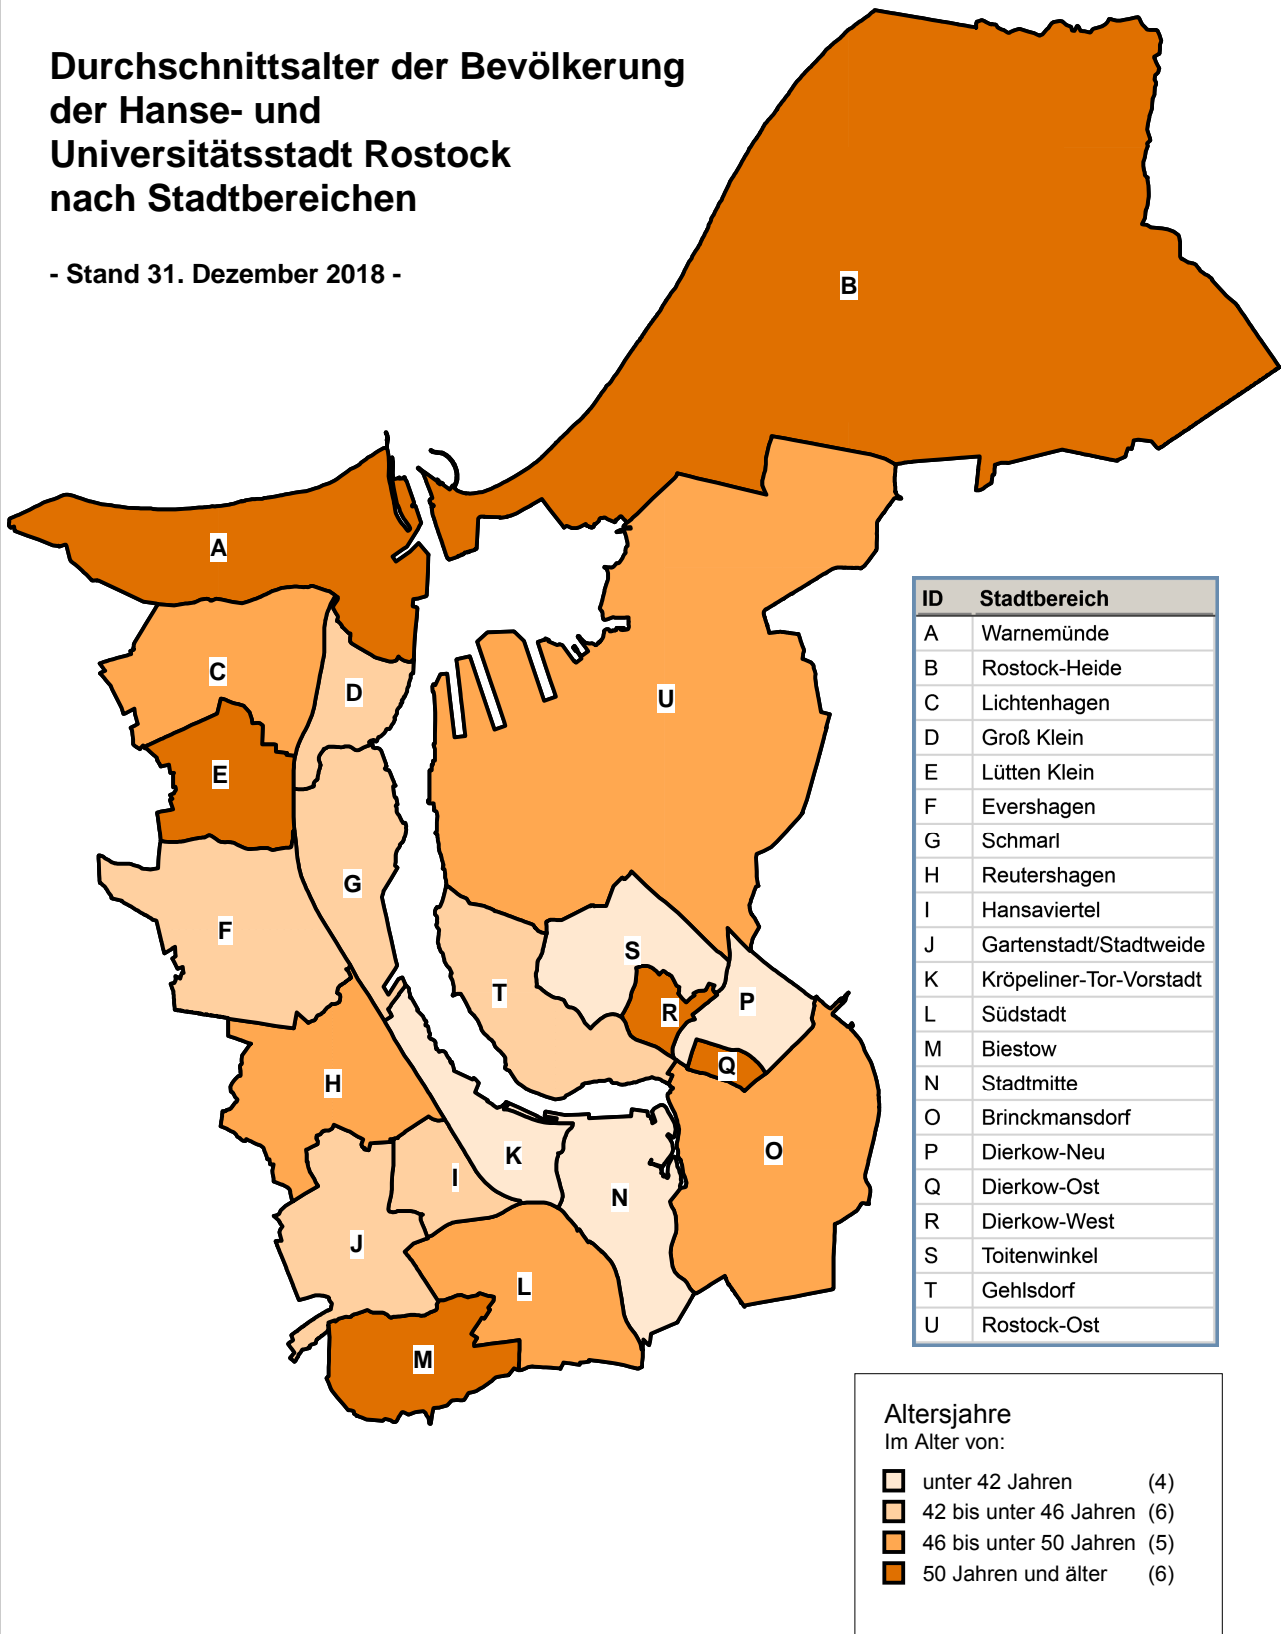 Durchschnittsalter der Bevölkerung
der Hanse- und
Universitätsstadt Rostock
nach Stadtbereichen
- Stand 31. Dezember 2018 -
B
A
C
D
U
E
G
F
S
T
R
P
Q
H
K
O
I
N
J
L
M
ID Stadtbereich
A Warnemünde
B Rostock-Heide
C Lichtenhagen
D Groß Klein
E Lütten Klein
F Evershagen
G Schmarl
H Reutershagen
I Hansaviertel
J Gartenstadt/Stadtweide
K Kröpeliner-Tor-Vorstadt
L Südstadt
M Biestow
N Stadtmitte
O Brinckmansdorf
P Dierkow-Neu
Q Dierkow-Ost
R Dierkow-West
S Toitenwinkel
T Gehlsdorf
U Rostock-Ost
Altersjahre
Im Alter von:
unter 42 Jahren (4)
42 bis unter 46 Jahren (6)
46 bis unter 50 Jahren (5)
50 Jahren und älter (6)